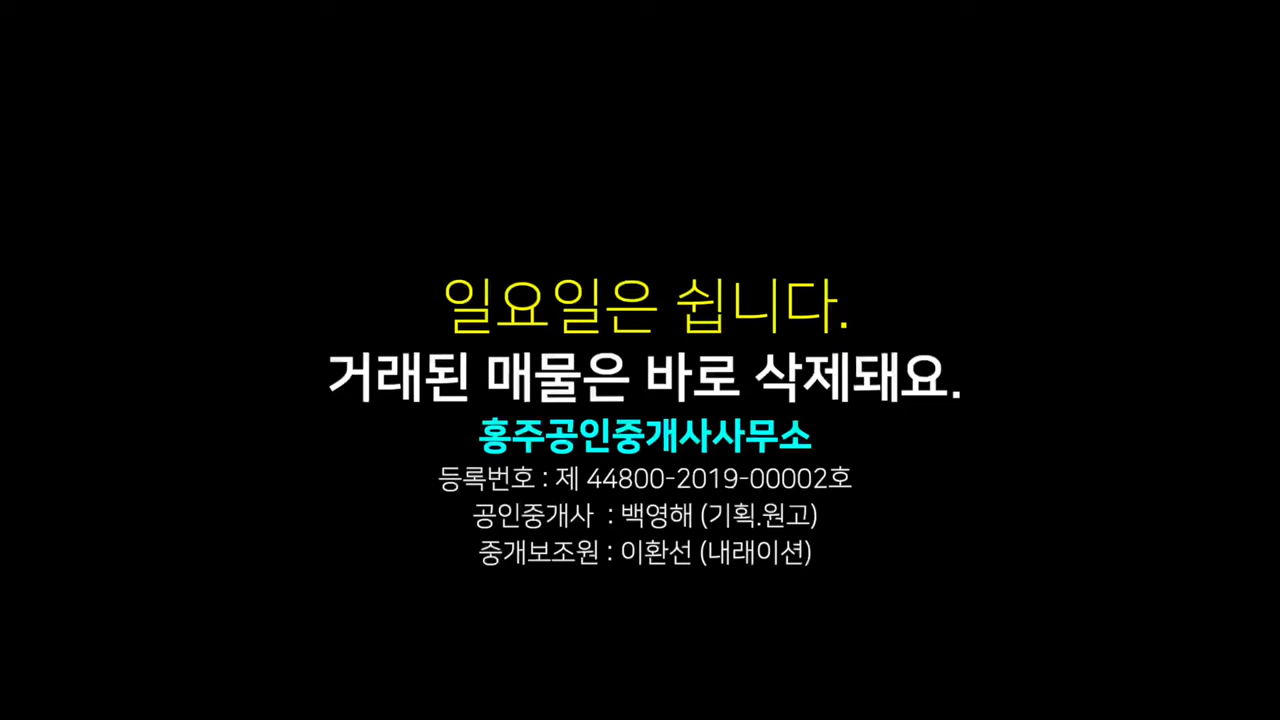 일요일은 쉽니다.
거래된 매물은 바로 삭제돼요.
홍주공인중개사사무소
등록번호 : 제 44800-2019-00002호
공인중개사 : 백영해 (기획.원고)
중개보조원 : 이환선 (내래이션)